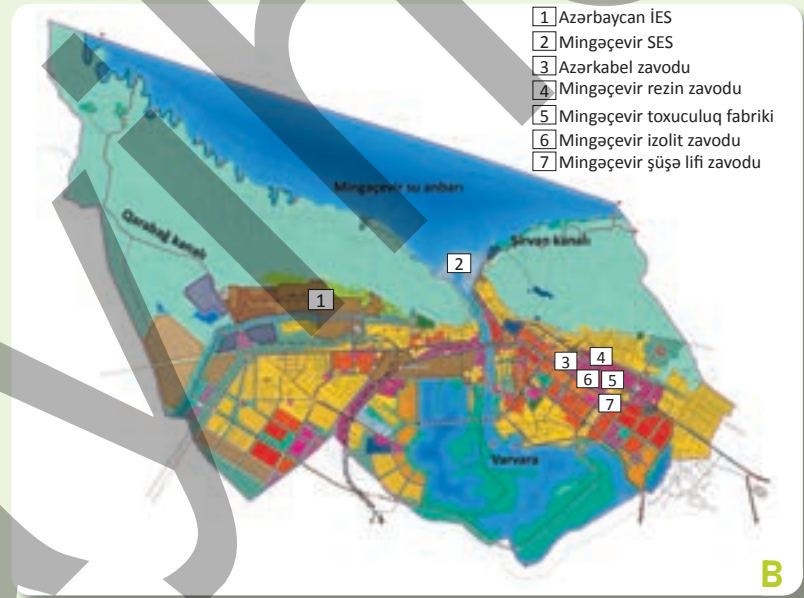 1 Azərbaycan İES
2 Mingəçevir SES
3 Azərkabel zavodu
4 Mingəçevir rezin zavodu
5 Mingəçevir toxuculuq fabriki
6 Mingəçevir izolit zavodu
7 Mingəçevir şüşə lifi zavodu
Mingəçevir su anbarı
Qarabağ kanalı
Şirvan kanalı
2
1
3
4
6
5
7
Varvara
B